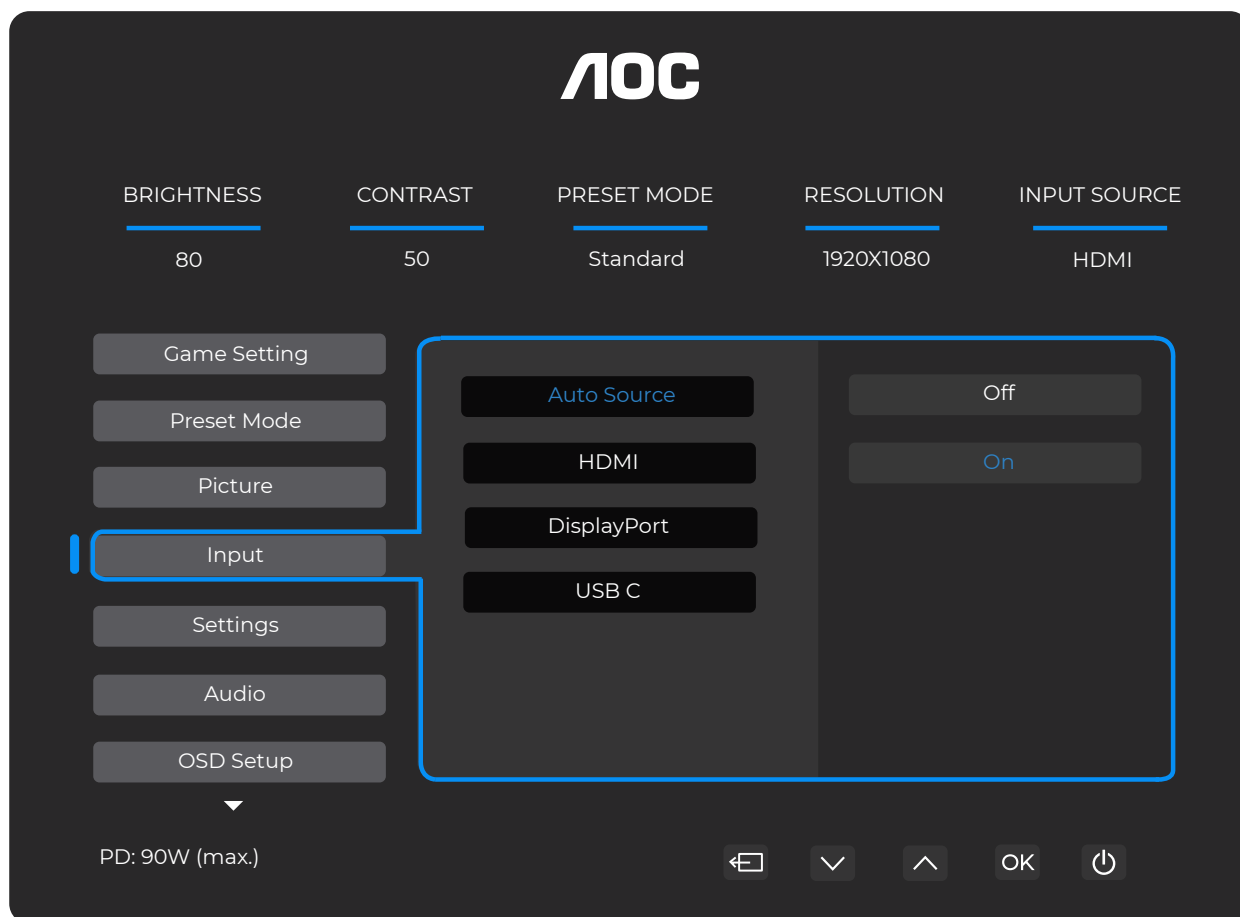 AOC
BRIGHTNESS CONTRAST PRESET MODE RESOLUTION INPUT SOURCE
80 50 Standard 1920X1080 HDMI
Game Setting
Preset Mode
Picture
Input
Settings
Audio
OSD Setup
Auto Source
HDMI
DisplayPort
USB C
Off
On
PD: 90W (max.)
OK